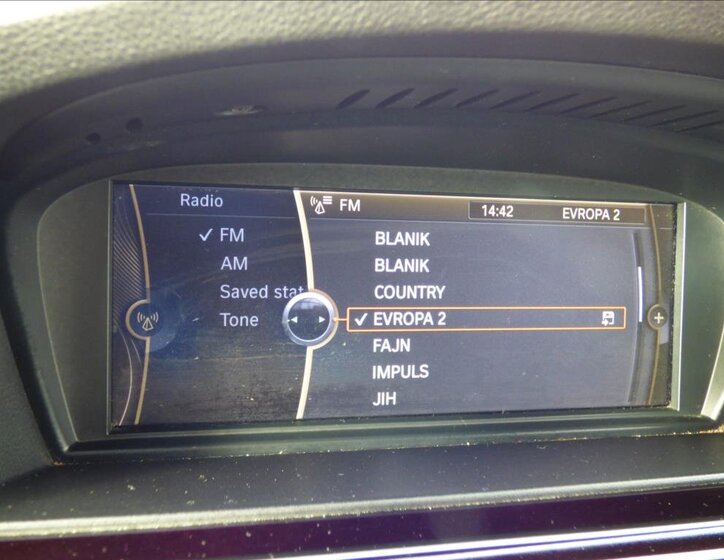 Radio
FM
14:42
EVROPA 2
FM
AM
Saved stat
Tone
BLANIK
BLANIK
COUNTRY
EVROPA 2
FAJN
IMPULS
JIH